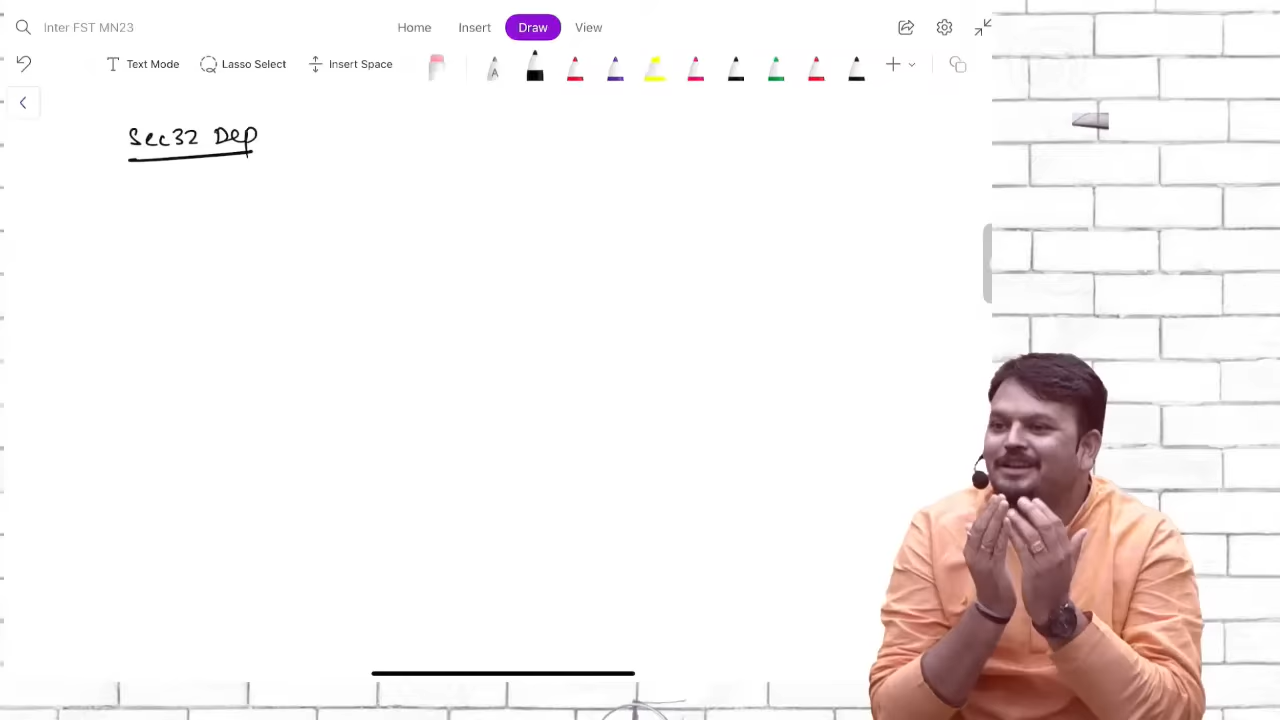 Inter FST MN23
Home Insert Draw View
Text Mode Lasso Select Insert Space
A
Sec32 Dep